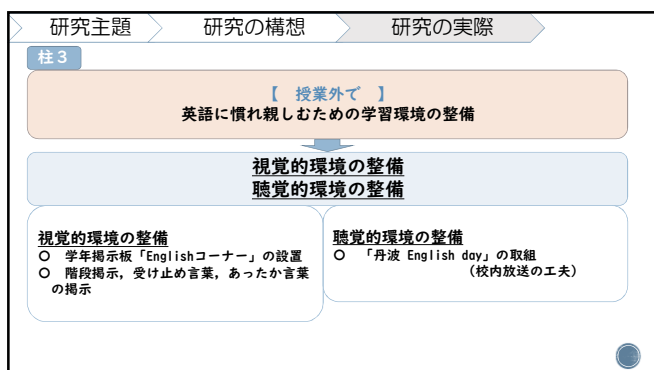 研究主題
研究の構想
研究の実際
柱3
【 授業外で 】
英語に慣れ親しむための学習環境の整備
視覚的環境の整備
聴覚的環境の整備
視覚的環境の整備
○ 学年掲示板「Englishコーナー」の設置
○ 階段掲示，受け止め言葉，あったか言葉
の掲示
聴覚的環境の整備
○ 「丹波 English day」の取組
（校内放送の工夫）